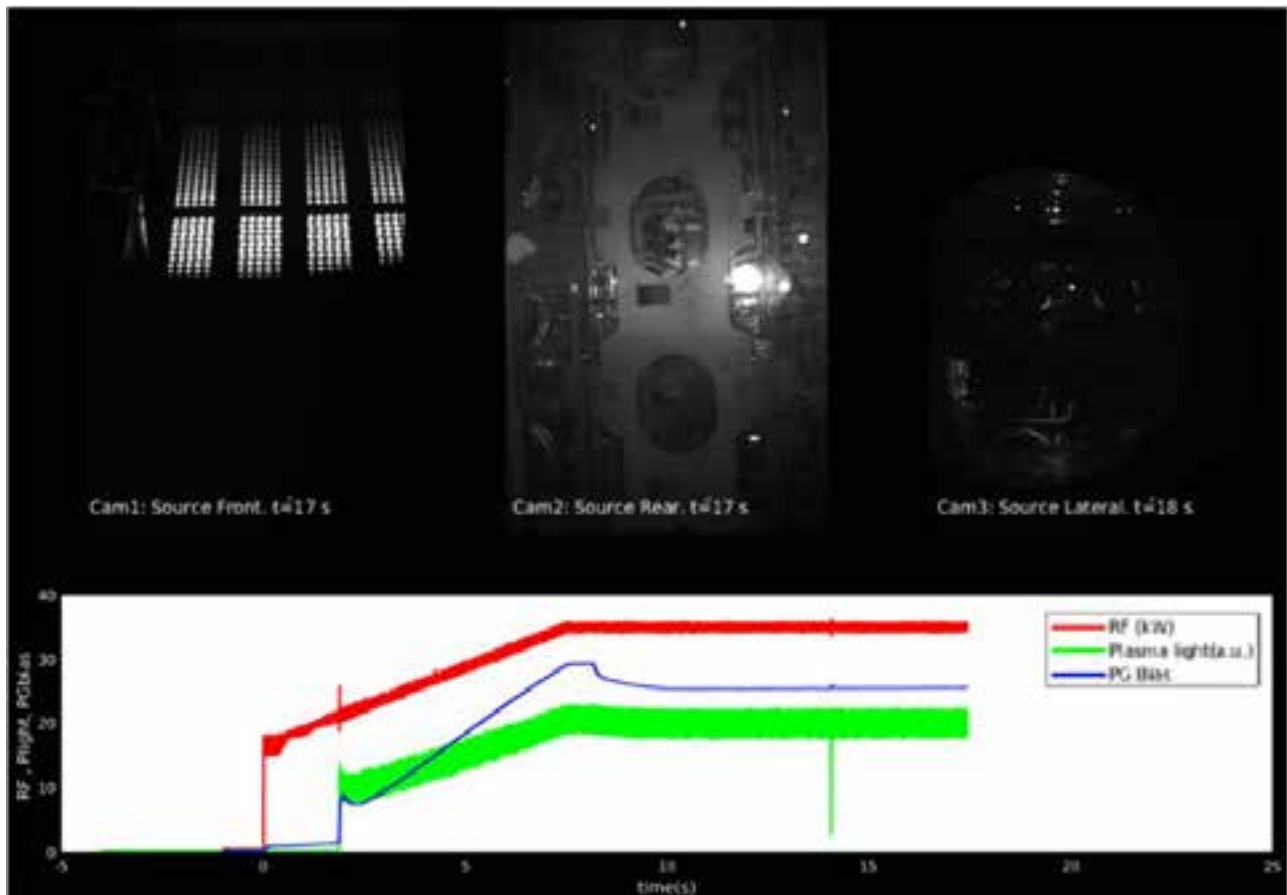 Cam1: Source Front. t=17 s
Cam2: Source Rear. t=17 s
Cam3: Source Lateral. t=18 s
40
30
20
10
0
RF , Plight, PGbias
RF (kW)
Plasma light(a.u.)
PG Bias
-5
0
5
10
15
20
25
time(s)